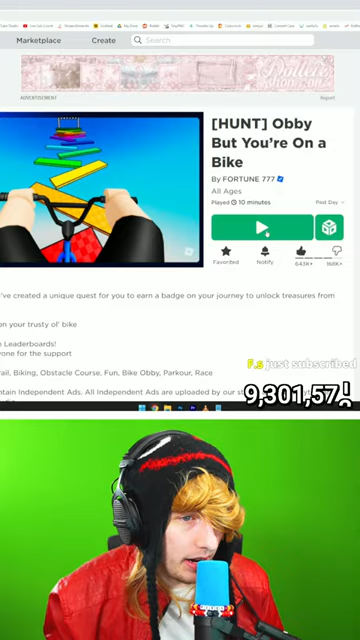 Marketplace Create Search
ADVERTISEMENT Report
[HUNT] Obby
But You're On a
Bike
By FORTUNE 777
All Ages
Played 10 minutes Past Day
Favorited Notify 643K+ 168K+
've created a unique quest for you to earn a badge on your journey to unlock treasures from
on your trusty ol' bike
n Leaderboards!
yone for the support
F.s just subscribed
rail, Biking, Obstacle Course, Fun, Bike Obby, Parkour, Race
9,301,57
ntain Independent Ads. All Independent Ads are uploaded by our